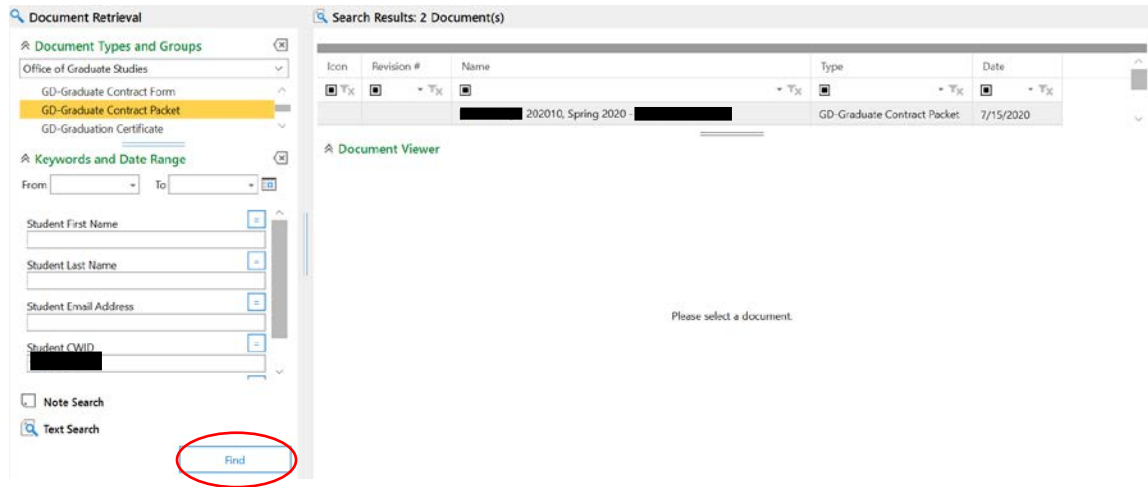 Document Retrieval
Document Types and Groups
Office of Graduate Studies
GD-Graduate Contract Form
GD-Graduate Contract Packet
GD-Graduation Certificate
Keywords and Date Range
From To
Student First Name
Student Last Name
Student Email Address
Student CWID
Note Search
Text Search
Find
Search Results: 2 Document(s)
Icon Revision # Name Type Date
202010, Spring 2020 - GD-Graduate Contract Packet 7/15/2020
Document Viewer
Please select a document.